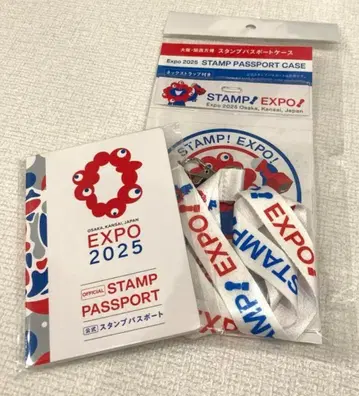 大阪・関西万博 スタンプパスポートケース
Expo 2025 STAMP PASSPORT CASE
ネックストラップ付き
STAMP! EXPO!
Expo 2025 Osaka, Kansai, Japan
STAMP! EXPO!
EXPO!
STAMP!
EXPO!
STAMP!
EXPO!
OSAKA, KANSAI, JAPAN
EXPO
2025
OFFICIAL STAMP
PASSPORT
公式 スタンプパスポート